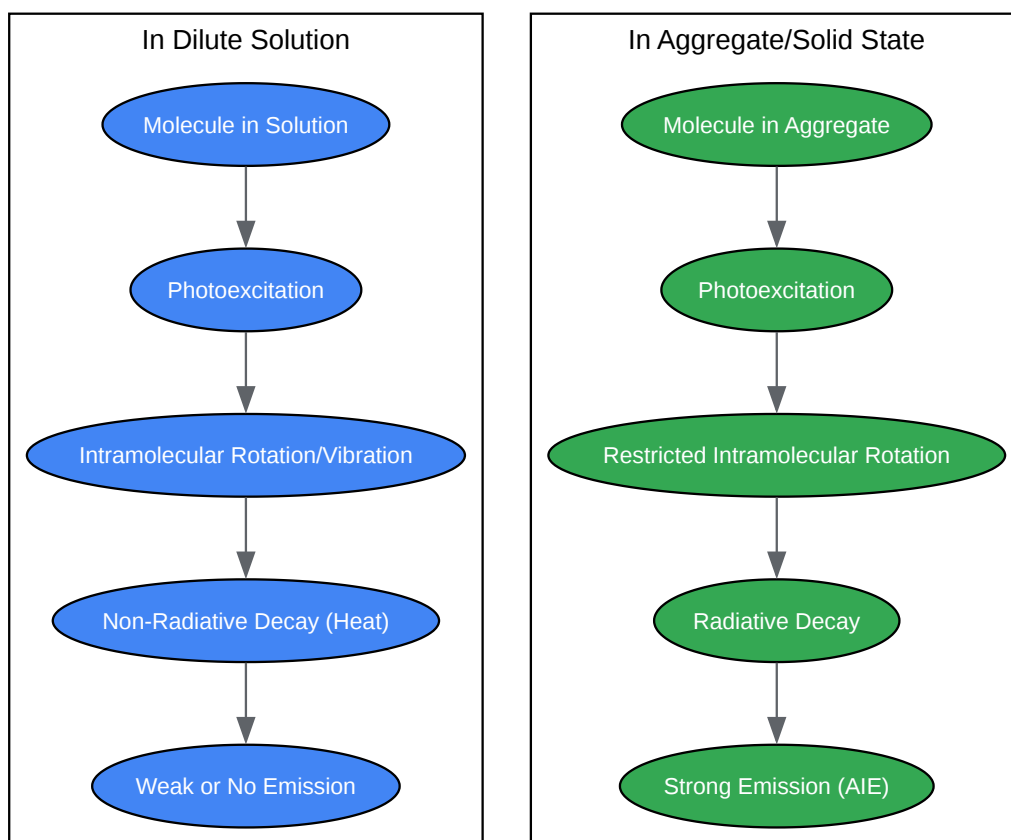 In Dilute Solution
Molecule in Solution
Photoexcitation
Intramolecular Rotation/Vibration
Non-Radiative Decay (Heat)
Weak or No Emission
In Aggregate/Solid State
Molecule in Aggregate
Photoexcitation
Restricted Intramolecular Rotation
Radiative Decay
Strong Emission (AIE)